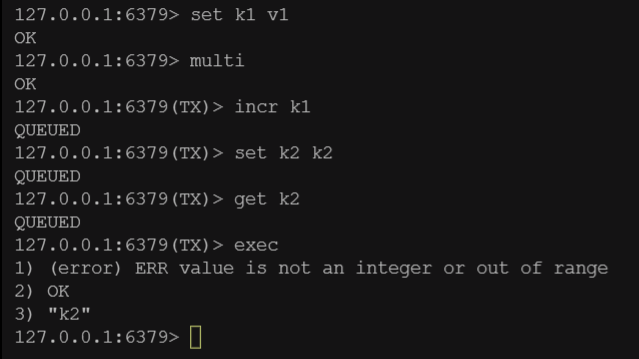 127.0.0.1:6379> set k1 v1
OK
127.0.0.1:6379> multi
OK
127.0.0.1:6379(TX)> incr k1
QUEUED
127.0.0.1:6379(TX)> set k2 k2
QUEUED
127.0.0.1:6379(TX)> get k2
QUEUED
127.0.0.1:6379(TX)> exec
1) (error) ERR value is not an integer or out of range
2) OK
3) "k2"
127.0.0.1:6379>